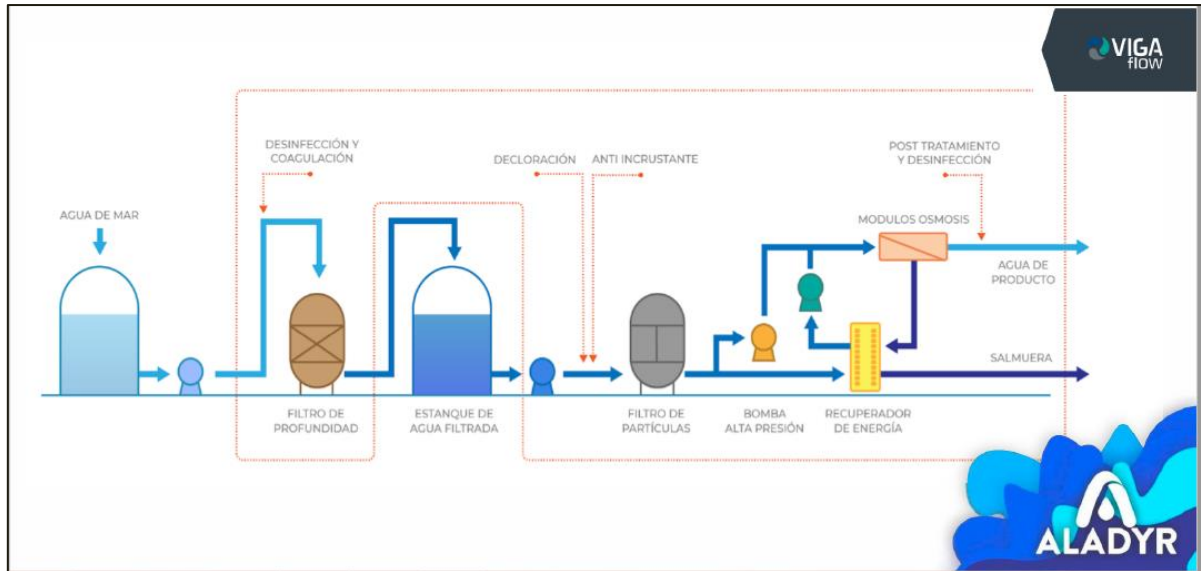 VIGA
flow
DESINFECCIÓN Y
COAGULACIÓN
DECLORACIÓN
ANTI INCRUSTANTE
POST TRATAMIENTO
Y DESINFECCIÓN
AGUA DE MAR
MODULOS OSMOSIS
AGUA DE
PRODUCTO
SALMUERA
FILTRO DE
PROFUNDIDAD
ESTANQUE DE
AGUA FILTRADA
FILTRO DE
PARTÍCULAS
BOMBA
ALTA PRESIÓN
RECUPERADOR
DE ENERGÍA
ALADYR